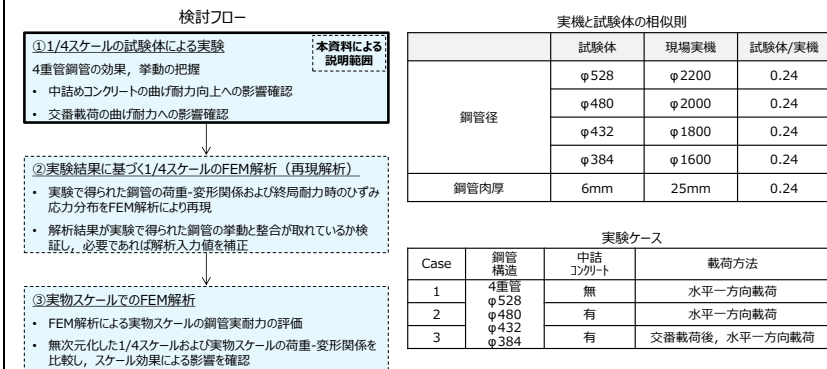 検討フロー
①1/4スケールの試験体による実験
本資料による
説明範囲
4重管鋼管の効果，挙動の把握
• 中詰めコンクリートの曲げ耐力向上への影響確認
• 交番載荷の曲げ耐力への影響確認
②実験結果に基づく1/4スケールのFEM解析（再現解析）
• 実験で得られた鋼管の荷重-変形関係および終局耐力時のひずみ
応力分布をFEM解析により再現
• 解析結果が実験で得られた鋼管の挙動と整合が取れているか検
証し，必要であれば解析入力値を補正
③実物スケールでのFEM解析
• FEM解析による実物スケールの鋼管実耐力の評価
• 無次元化した1/4スケールおよび実物スケールの荷重-変形関係を
比較し，スケール効果による影響を確認
実機と試験体の相似則
試験体 現場実機 試験体/実機
鋼管径
φ528 φ2200 0.24
φ480 φ2000 0.24
φ432 φ1800 0.24
φ384 φ1600 0.24
鋼管肉厚 6mm 25mm 0.24
実験ケース
Case 鋼管
構造 中詰
コンクリート 載荷方法
4重管
φ528
φ480
φ432
φ384
1 無 水平一方向載荷
2 有 水平一方向載荷
3 有 交番載荷後，水平一方向載荷